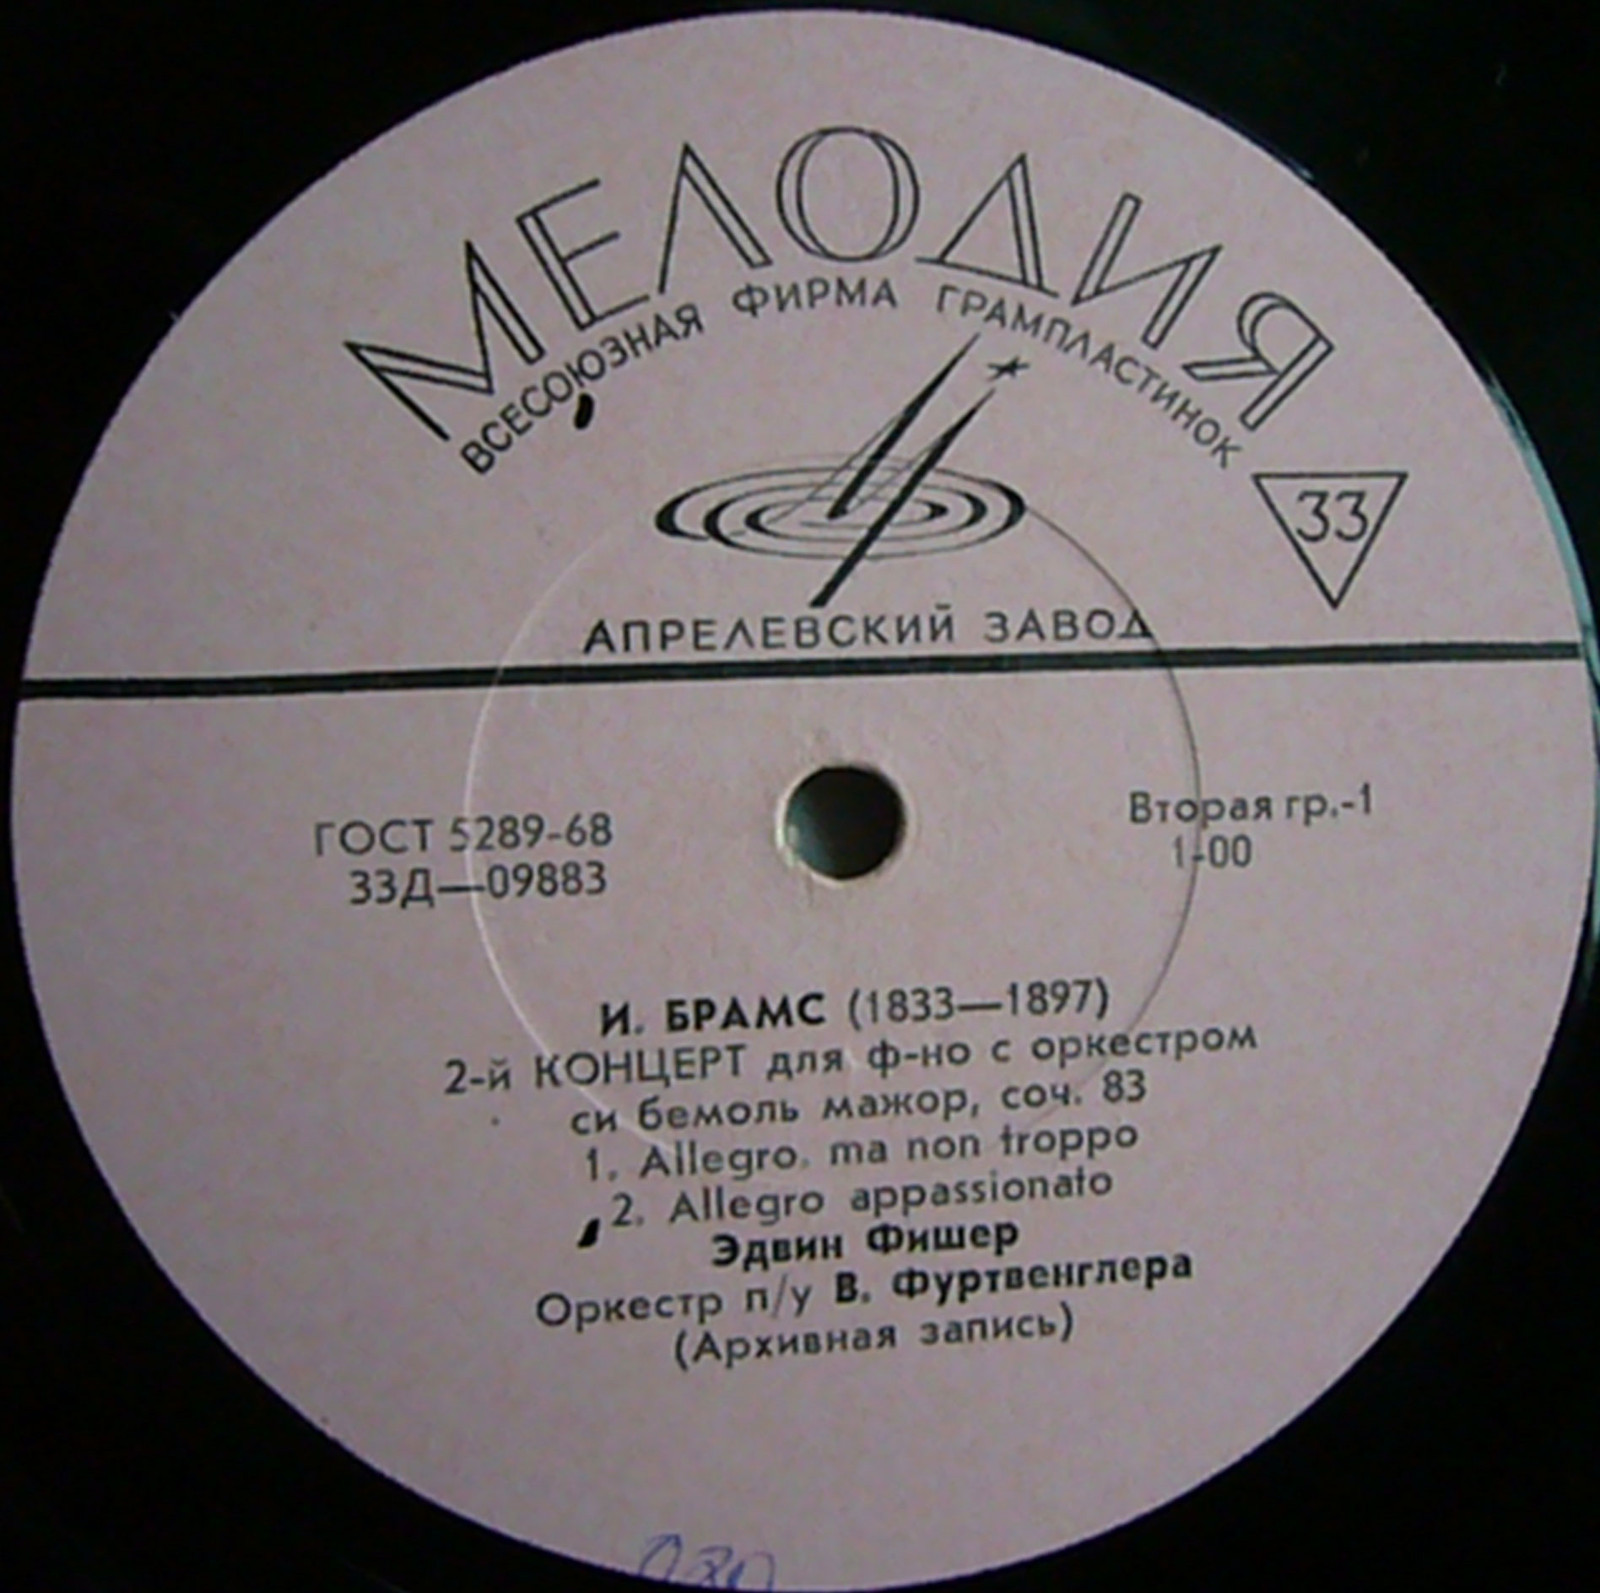 МЕЛОДИЯ
ВСЕСОЮЗНАЯ ФИРМА ГРАМПЛАСТИНОК
33
АПРЕЛЕВСКИЙ ЗАВОД
ГОСТ 5289-68
33Д—09883
Вторая гр.-1
1-00
И. БРАМС (1833—1897)
2-й КОНЦЕРТ для ф-но с оркестром
си бемоль мажор, соч. 83
1. Allegro, ma non troppo
2. Allegro appassionato
Эдвин Фишер
Оркестр п/у В. Фуртвенглера
(Архивная запись)